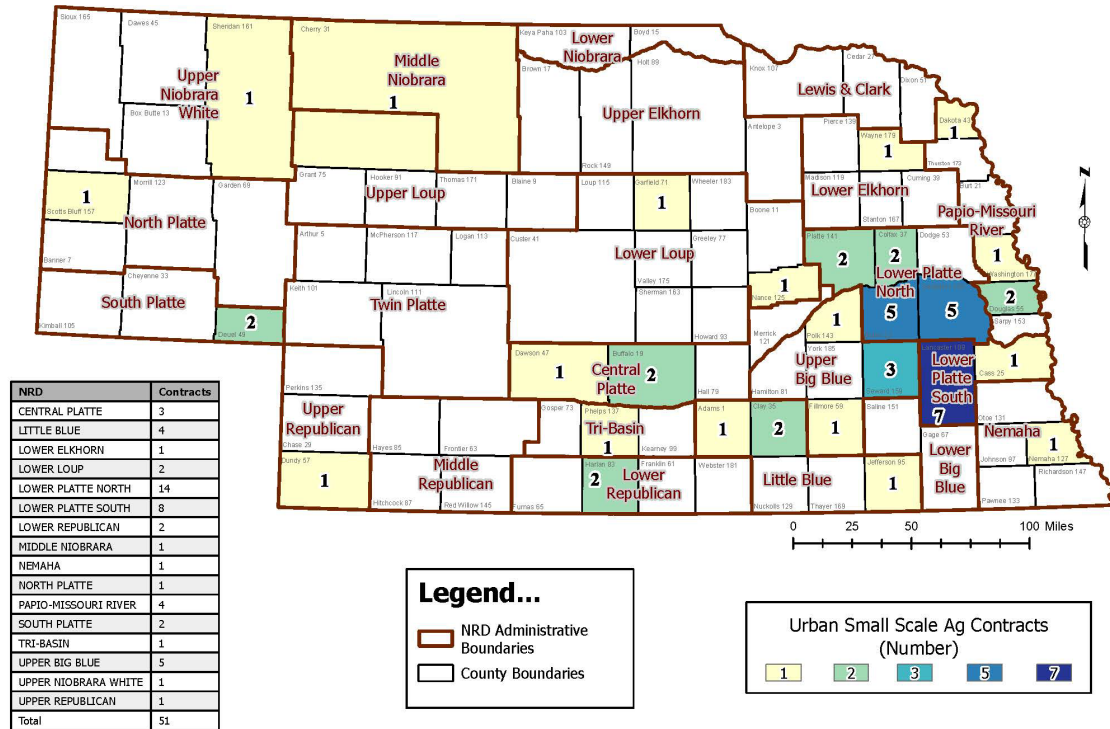 Sioux 165
Dawes 45
Sheridan 161
Cherry 31
Keya Paha 103
Boyd 15
Lower
Niobrara
Brown 17
Holt 89
Knox 107
Cedar 27
Dixon 51
Upper
Niobrara
White
1
Middle
Niobrara
1
Upper Elkhorn
Lewis & Clark
Box Butte 13
Antelope 3
Pierce 139
Wayne 179
1
Dakota 43
1
Thurston 173
Rock 149
Grant 75
Hooker 91
Thomas 171
Blaine 9
Loup 115
Garfield 71
Wheeler 183
Madison 119
Cuming 39
Burt 21
1
Scotts Bluff 157
Morrill 123
Garden 69
Upper Loup
1
Lower Elkhorn
Stanton 167
Boone 11
North Platte
Papio-Missouri
River
Banner 7
Arthur 5
McPherson 117
Logan 113
Custer 41
Greeley 77
Lower Loup
Valley 175
Platte 141
2
Colfax 37
2
Dodge 53
1
Cheyenne 33
Keith 101
Lincoln 111
Sherman 163
1
Nance 125
Lower Platte
North
Douglas 55
2
Sarpy 153
South Platte
Twin Platte
Kimball 105
2
Deuel 49
Howard 93
Merrick
121
1
Polk 143
5
5
Dawson 47
1
Buffalo 19
2
Central
Platte
York 185
Upper
Big Blue
3
Seward 159
Lancaster 109
Lower
Platte
South
7
1
Cass 25
Perkins 135
Hall 79
Hamilton 81
Otoe 131
Upper
Republican
Chase 29
Hayes 85
Frontier 63
Gosper 73
Phelps 137
Tri-Basin
1
Kearney 99
Adams 1
1
Clay 35
2
Fillmore 59
1
Saline 151
Gage 67
Lower
Big
Blue
Nemaha
1
Johnson 97
Nemaha 127
Richardson 147
Pawnee 133
Dundy 57
1
Middle
Republican
Hitchcock 87
Red Willow 145
Furnas 65
Harlan 83
2
Franklin 61
Lower
Republican
Webster 181
Little Blue
Nuckolls 129
Thayer 169
Jefferson 95
1
N
0 25 50 100 Miles
NRD Contracts
CENTRAL PLATTE 3
LITTLE BLUE 4
LOWER ELKHORN 1
LOWER LOUP 2
LOWER PLATTE NORTH 14
LOWER PLATTE SOUTH 8
LOWER REPUBLICAN 2
MIDDLE NIOBRARA 1
NEMAHA 1
NORTH PLATTE 1
PAPIO-MISSOURI RIVER 4
SOUTH PLATTE 2
TRI-BASIN 1
UPPER BIG BLUE 5
UPPER NIOBRARA WHITE 1
UPPER REPUBLICAN 1
Total 51
Legend...
NRD Administrative
Boundaries
County Boundaries
Urban Small Scale Ag Contracts
(Number)
1 2 3 5 7